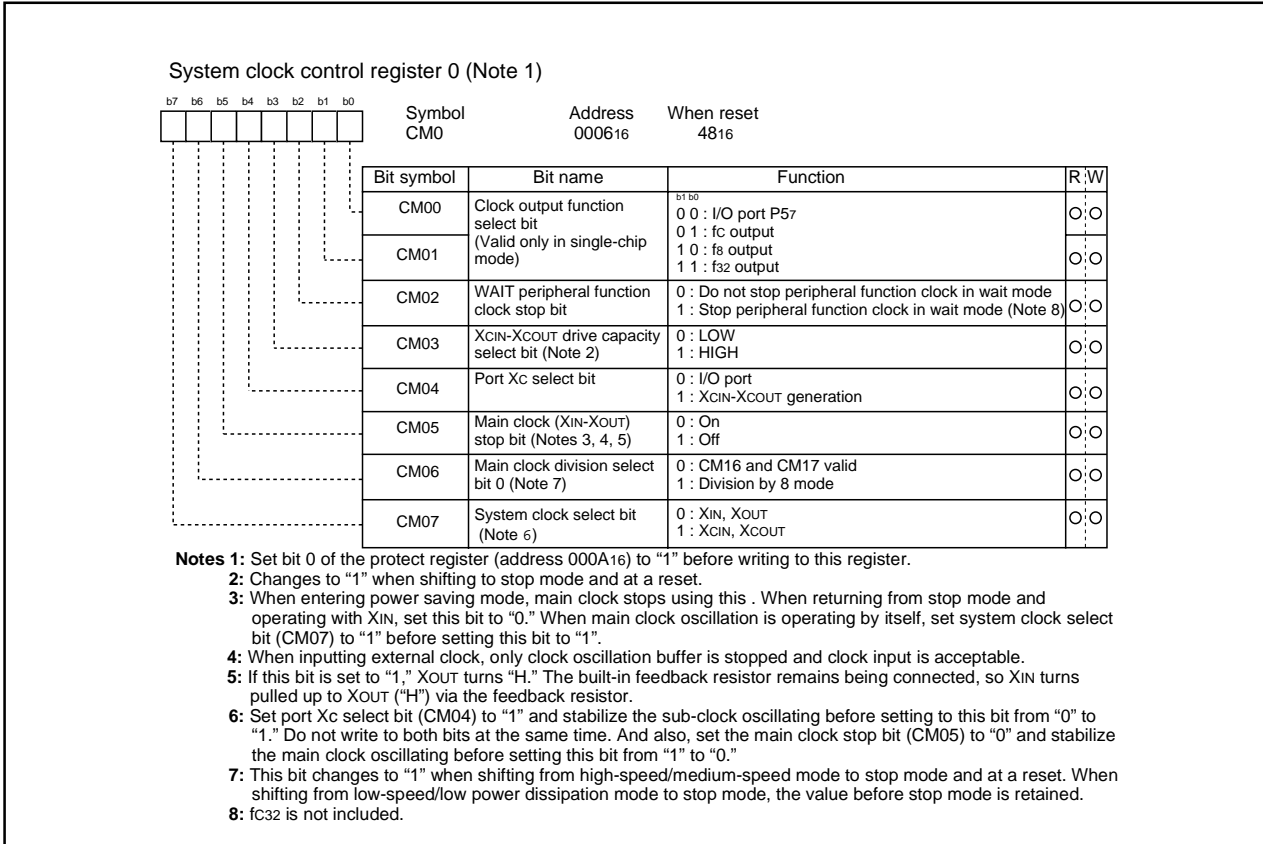 System clock control register 0 (Note 1)
b7 b6 b5 b4 b3 b2 b1 b0
Symbol Address When reset
CM0 000616 4816
Bit symbol Bit name Function R W
CM00 Clock output function select bit (Valid only in single-chip mode)
b1 b0
0 0 : I/O port P57
0 1 : fC output
1 0 : f8 output
1 1 : f32 output
CM01
CM02 WAIT peripheral function clock stop bit
0 : Do not stop peripheral function clock in wait mode
1 : Stop peripheral function clock in wait mode (Note 8)
CM03 XCIN-XCOUT drive capacity select bit (Note 2)
0 : LOW
1 : HIGH
CM04 Port XC select bit
0 : I/O port
1 : XCIN-XCOUT generation
CM05 Main clock (XIN-XOUT) stop bit (Notes 3, 4, 5)
0 : On
1 : Off
CM06 Main clock division select bit 0 (Note 7)
0 : CM16 and CM17 valid
1 : Division by 8 mode
CM07 System clock select bit (Note 6)
0 : XIN, XOUT
1 : XCIN, XCOUT
Notes 1: Set bit 0 of the protect register (address 000A16) to “1” before writing to this register.
2: Changes to “1” when shifting to stop mode and at a reset.
3: When entering power saving mode, main clock stops using this . When returning from stop mode and
operating with XIN, set this bit to “0.” When main clock oscillation is operating by itself, set system clock select
bit (CM07) to “1” before setting this bit to “1”.
4: When inputting external clock, only clock oscillation buffer is stopped and clock input is acceptable.
5: If this bit is set to “1,” XOUT turns “H.” The built-in feedback resistor remains being connected, so XIN turns
pulled up to XOUT (“H”) via the feedback resistor.
6: Set port XC select bit (CM04) to “1” and stabilize the sub-clock oscillating before setting to this bit from “0” to
“1.” Do not write to both bits at the same time. And also, set the main clock stop bit (CM05) to “0” and stabilize
the main clock oscillating before setting this bit from “1” to “0.”
7: This bit changes to “1” when shifting from high-speed/medium-speed mode to stop mode and at a reset. When
shifting from low-speed/low power dissipation mode to stop mode, the value before stop mode is retained.
8: fC32 is not included.